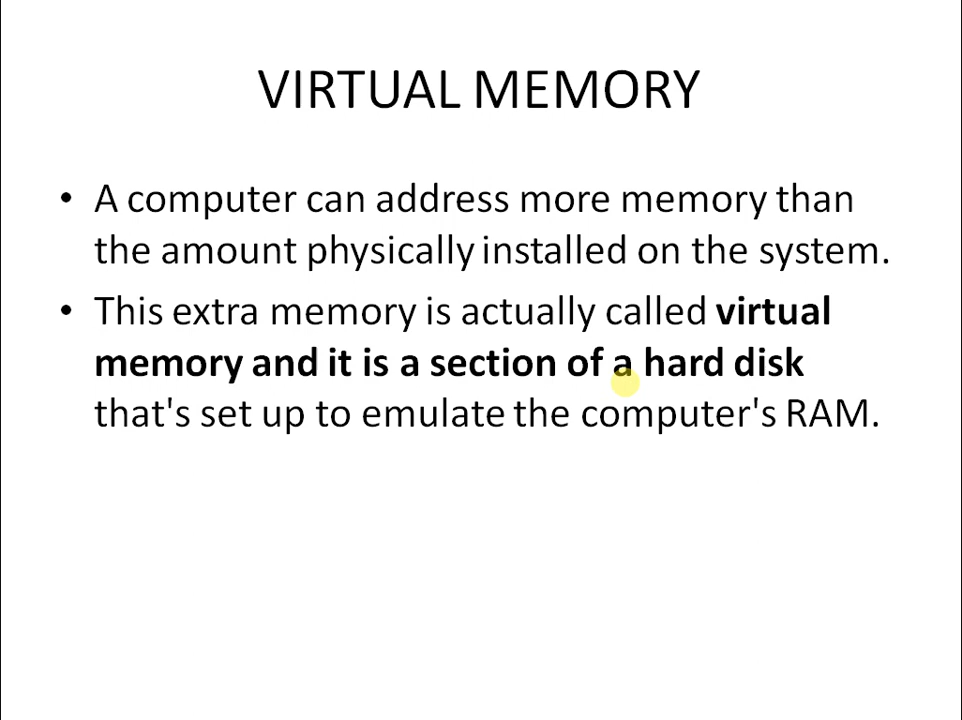 VIRTUAL MEMORY
• A computer can address more memory than
the amount physically installed on the system.
• This extra memory is actually called virtual
memory and it is a section of a hard disk
that's set up to emulate the computer's RAM.